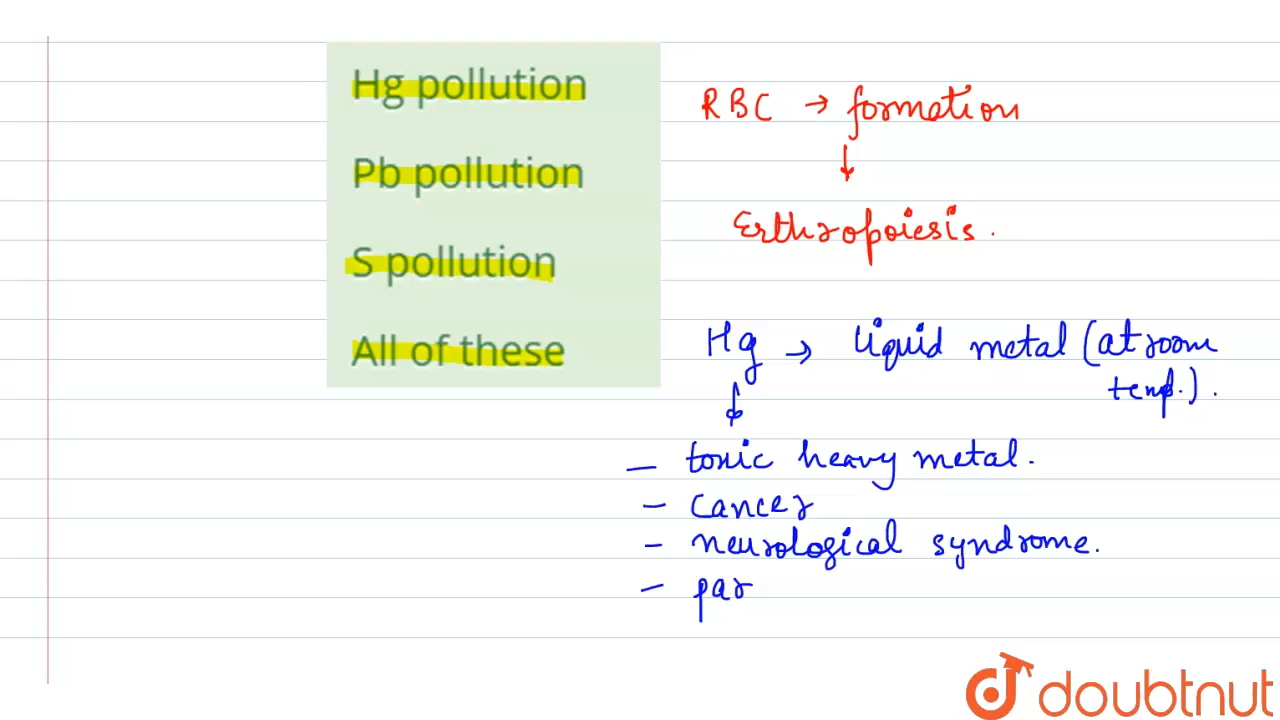 Hg pollution
Pb pollution
S pollution
All of these
RBC → formation
↓
Erthropoiesis.
Hg → liquid metal (at room
temp.).
↓
– toxic heavy metal.
– cancer
– neurological syndrome.
– par
doubtnut